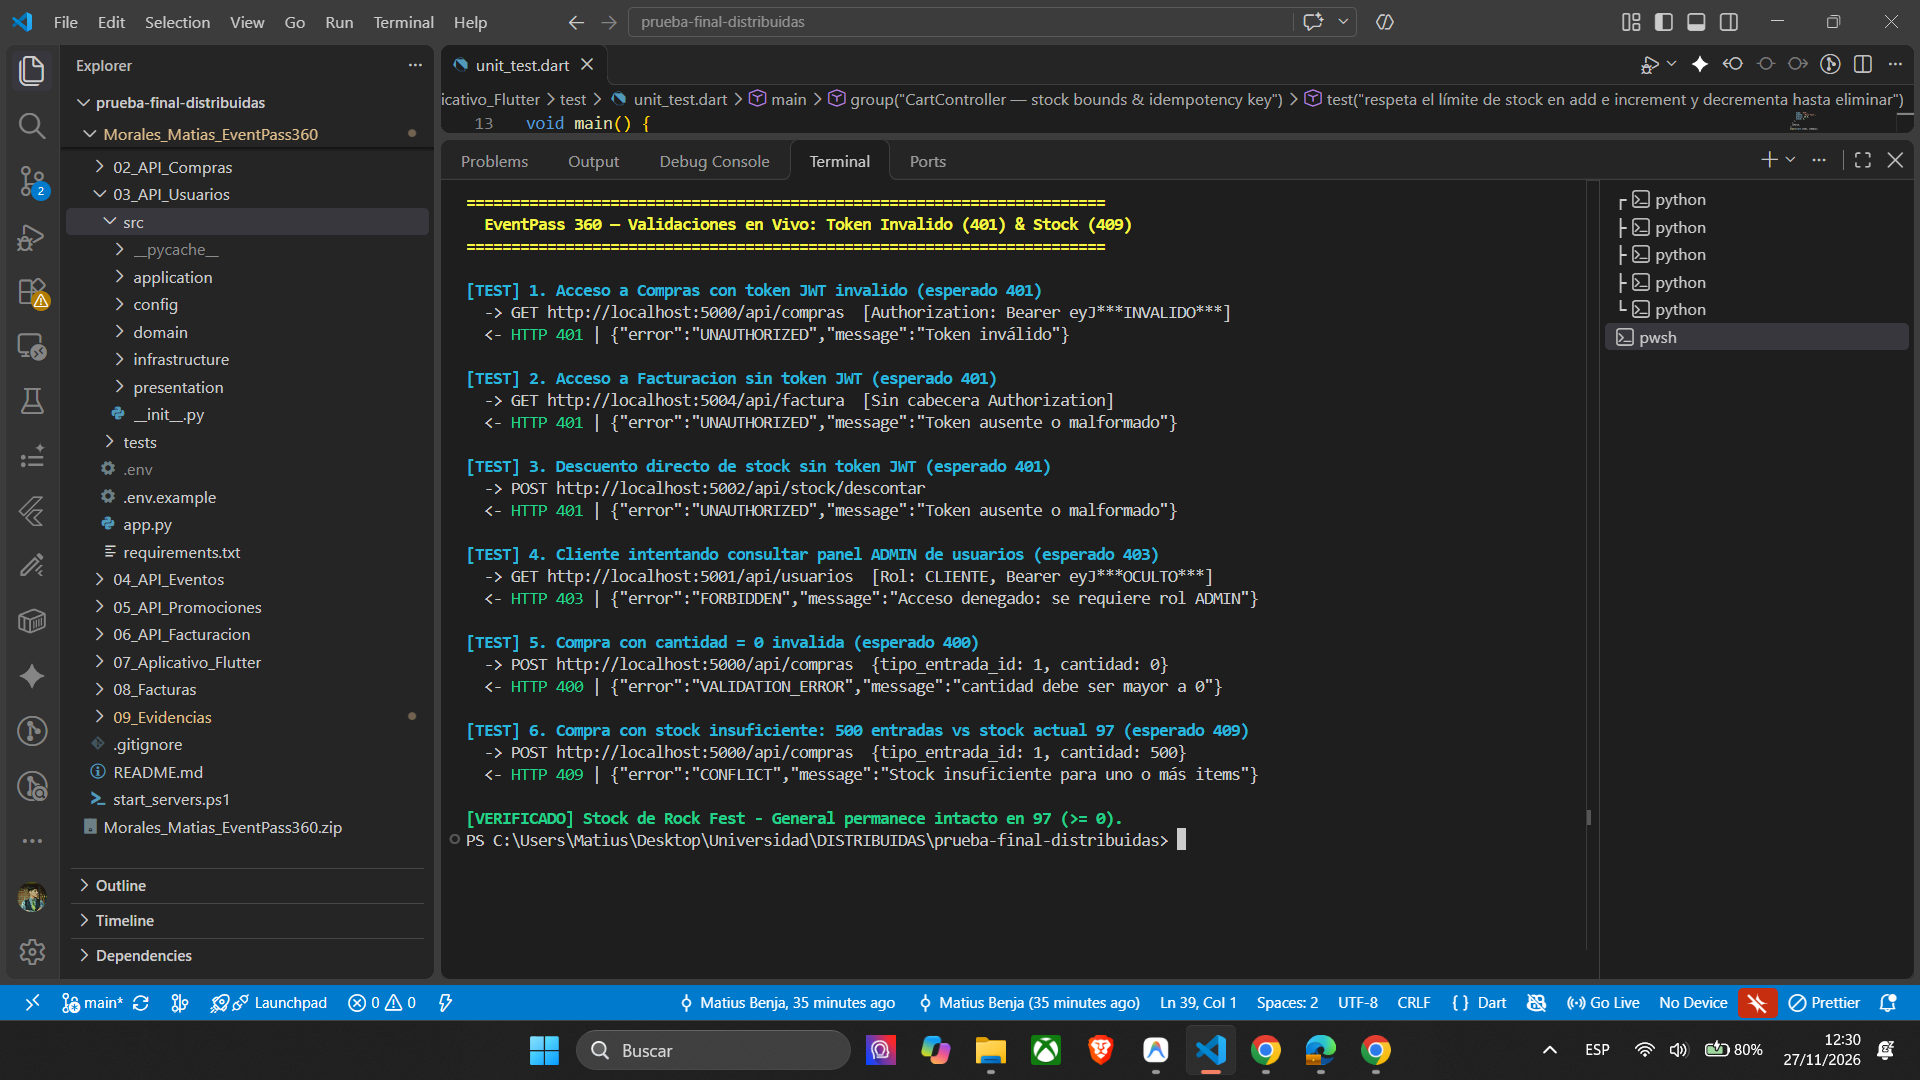 File Edit Selection View Go Run Terminal Help
prueba-final-distribuidas
Explorer
prueba-final-distribuidas
Morales_Matias_EventPass360
02_API_Compras
03_API_Usuarios
src
__pycache__
application
config
domain
infrastructure
presentation
__init__.py
tests
.env
.env.example
app.py
requirements.txt
04_API_Eventos
05_API_Promociones
06_API_Facturacion
07_Aplicativo_Flutter
08_Facturas
09_Evidencias
.gitignore
README.md
start_servers.ps1
Morales_Matias_EventPass360.zip
Outline
Timeline
Dependencies
2
unit_test.dart
icativo_Flutter > test > unit_test.dart > main > group("CartController — stock bounds & idempotency key") > test("respeta el límite de stock en add e increment y decrementa hasta eliminar")
13 void main() {
Problems Output Debug Console Terminal Ports
=======================================================================
EventPass 360 — Validaciones en Vivo: Token Invalido (401) & Stock (409)
=======================================================================
[TEST] 1. Acceso a Compras con token JWT invalido (esperado 401)
-> GET http://localhost:5000/api/compras [Authorization: Bearer eyJ***INVALIDO***]
<- HTTP 401 | {"error":"UNAUTHORIZED","message":"Token inválido"}
[TEST] 2. Acceso a Facturacion sin token JWT (esperado 401)
-> GET http://localhost:5004/api/factura [Sin cabecera Authorization]
<- HTTP 401 | {"error":"UNAUTHORIZED","message":"Token ausente o malformado"}
[TEST] 3. Descuento directo de stock sin token JWT (esperado 401)
-> POST http://localhost:5002/api/stock/descontar
<- HTTP 401 | {"error":"UNAUTHORIZED","message":"Token ausente o malformado"}
[TEST] 4. Cliente intentando consultar panel ADMIN de usuarios (esperado 403)
-> GET http://localhost:5001/api/usuarios [Rol: CLIENTE, Bearer eyJ***OCULTO***]
<- HTTP 403 | {"error":"FORBIDDEN","message":"Acceso denegado: se requiere rol ADMIN"}
[TEST] 5. Compra con cantidad = 0 invalida (esperado 400)
-> POST http://localhost:5000/api/compras {tipo_entrada_id: 1, cantidad: 0}
<- HTTP 400 | {"error":"VALIDATION_ERROR","message":"cantidad debe ser mayor a 0"}
[TEST] 6. Compra con stock insuficiente: 500 entradas vs stock actual 97 (esperado 409)
-> POST http://localhost:5000/api/compras {tipo_entrada_id: 1, cantidad: 500}
<- HTTP 409 | {"error":"CONFLICT","message":"Stock insuficiente para uno o más items"}
[VERIFICADO] Stock de Rock Fest - General permanece intacto en 97 (>= 0).
PS C:\Users\Matius\Desktop\Universidad\DISTRIBUIDAS\prueba-final-distribuidas>
python
python
python
python
python
pwsh
main* Launchpad 0 0 Matius Benja, 35 minutes ago Matius Benja (35 minutes ago) Ln 39, Col 1 Spaces: 2 UTF-8 CRLF { } Dart Go Live No Device Prettier
Buscar
ESP
80%
12:30
27/11/2026